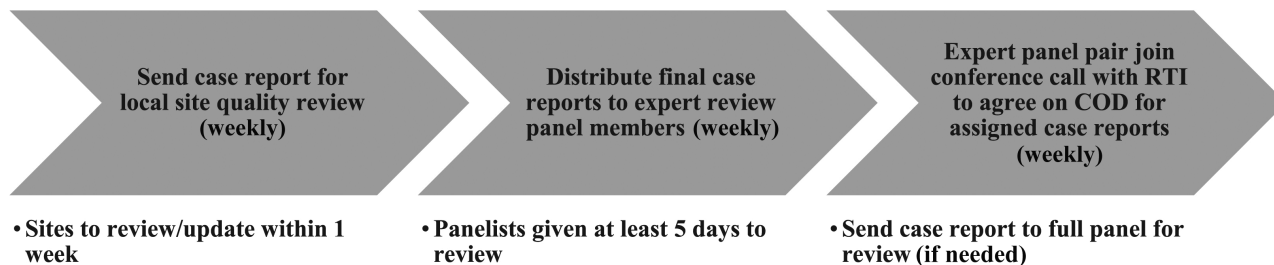 Send case report for
local site quality review
(weekly)
Distribute final case
reports to expert review
panel members (weekly)
Expert panel pair join
conference call with RTI
to agree on COD for
assigned case reports
(weekly)
• Sites to review/update within 1
week
• Panelists given at least 5 days to
review
• Send case report to full panel for
review (if needed)